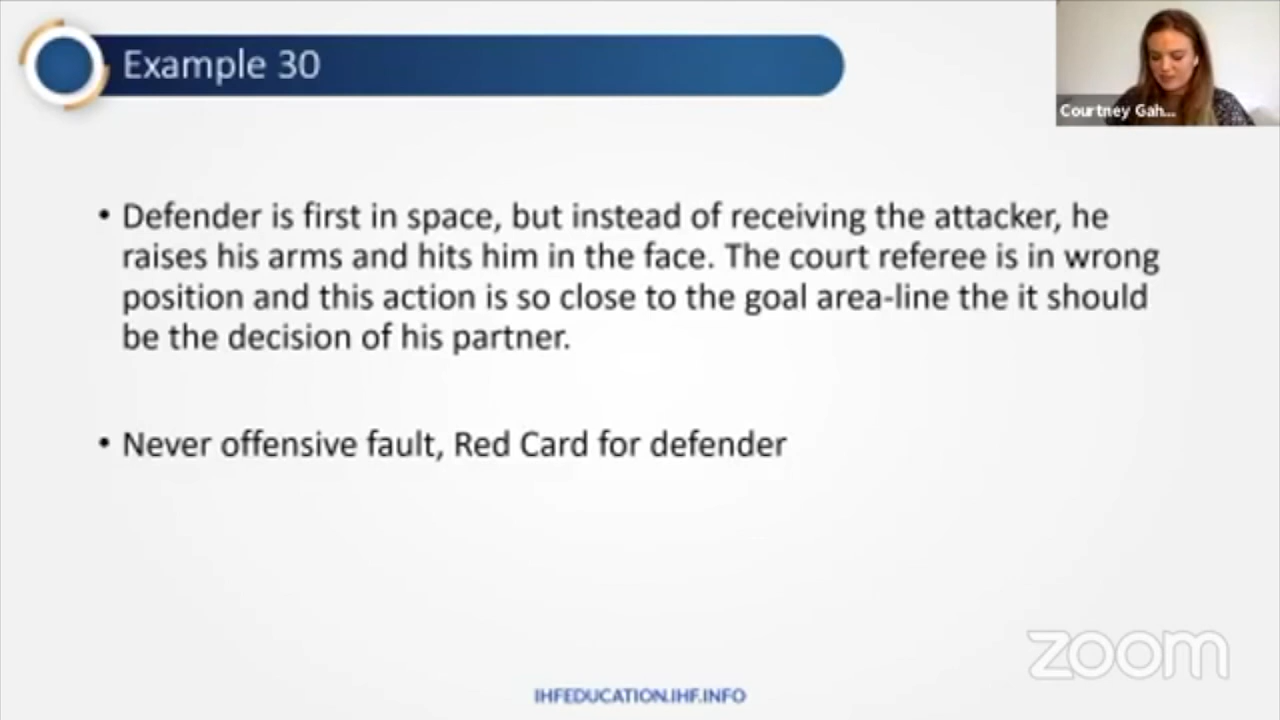 Example 30
Courtney Gah...
• Defender is first in space, but instead of receiving the attacker, he
raises his arms and hits him in the face. The court referee is in wrong
position and this action is so close to the goal area-line the it should
be the decision of his partner.
• Never offensive fault, Red Card for defender
zoom
IHFEDUCATION.IHF.INFO